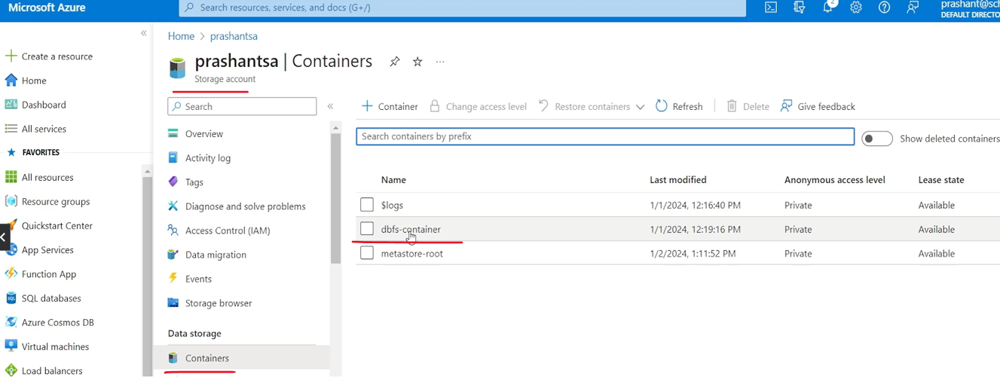 Microsoft Azure
Search resources, services, and docs (G+/)
2
prashant@sch
DEFAULT DIRECTO
Create a resource
Home
Dashboard
All services
FAVORITES
All resources
Resource groups
Quickstart Center
App Services
Function App
SQL databases
Azure Cosmos DB
Virtual machines
Load balancers
Home > prashantsa
prashantsa | Containers
Storage account
Search
Overview
Activity log
Tags
Diagnose and solve problems
Access Control (IAM)
Data migration
Events
Storage browser
Data storage
Containers
Container Change access level Restore containers Refresh Delete Give feedback
Search containers by prefix
Show deleted containers
Name Last modified Anonymous access level Lease state
$logs 1/1/2024, 12:16:40 PM Private Available
dbfs-container 1/1/2024, 12:19:16 PM Private Available
metastore-root 1/2/2024, 1:11:52 PM Private Available